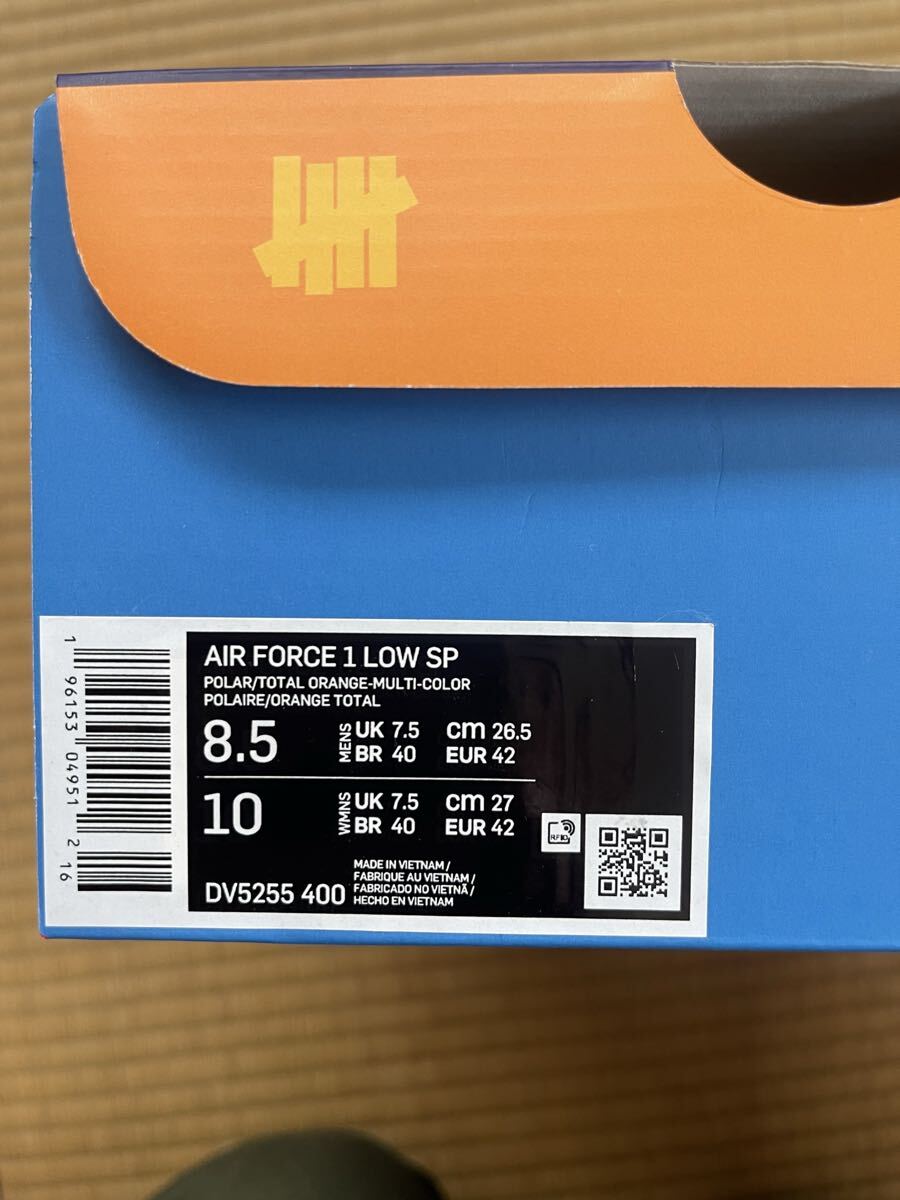 AIR FORCE 1 LOW SP
POLAR/TOTAL ORANGE-MULTI-COLOR
POLAIRE/ORANGE TOTAL
8.5 MENS UK 7.5 cm 26.5
BR 40 EUR 42
10 WMNS UK 7.5 cm 27
BR 40 EUR 42
RFID
DV5255 400
MADE IN VIETNAM /
FABRIQUE AU VIETNAM /
FABRICADO NO VIETNÃ /
HECHO EN VIETNAM
1 96153 04951 2 16